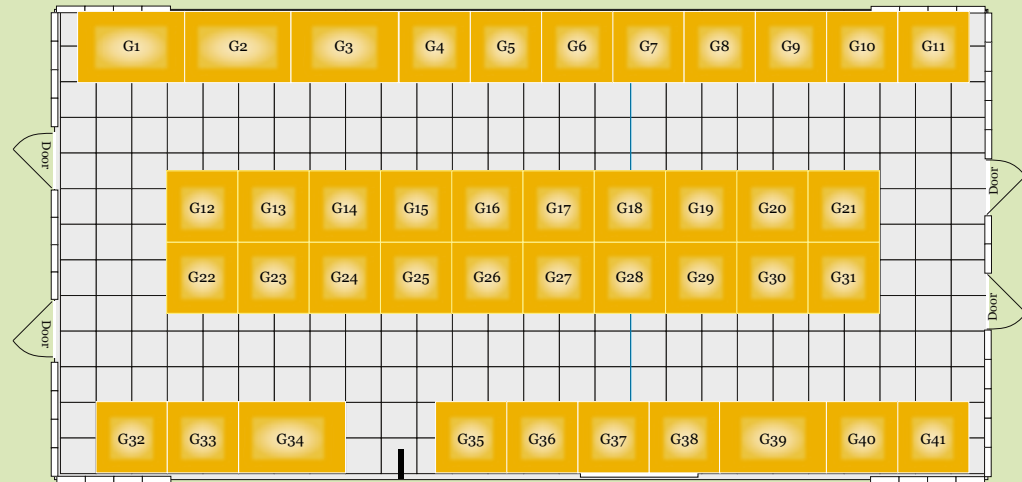 G1 G2 G3 G4 G5 G6 G7 G8 G9 G10 G11
Door
Door
G12 G13 G14 G15 G16 G17 G18 G19 G20 G21
G22 G23 G24 G25 G26 G27 G28 G29 G30 G31
Door
Door
G32 G33 G34 G35 G36 G37 G38 G39 G40 G41